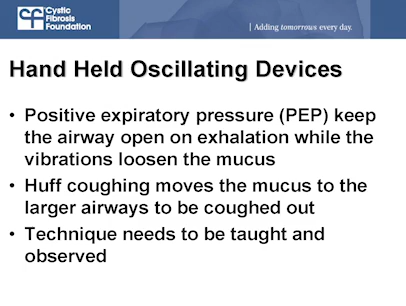 Cystic
Fibrosis
Foundation
| Adding tomorrows every day.
Hand Held Oscillating Devices
• Positive expiratory pressure (PEP) keep
the airway open on exhalation while the
vibrations loosen the mucus
• Huff coughing moves the mucus to the
larger airways to be coughed out
• Technique needs to be taught and
observed